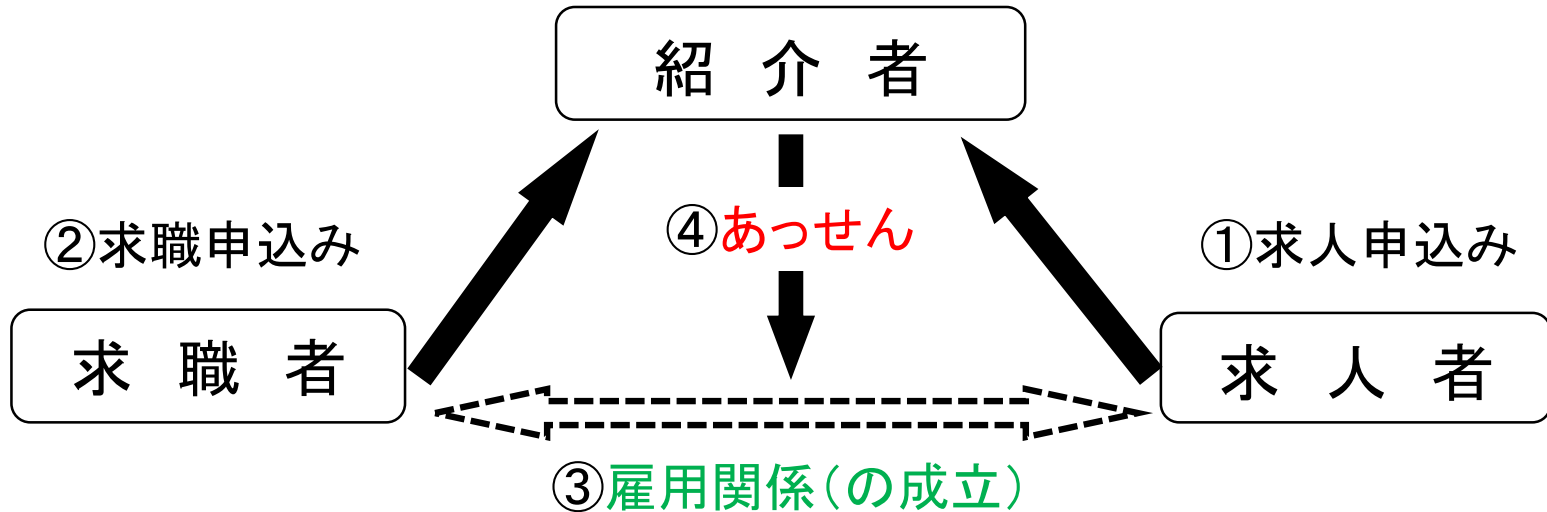 紹 介 者
④あっせん
②求職申込み
①求人申込み
求 職 者
求 人 者
③雇用関係(の成立)